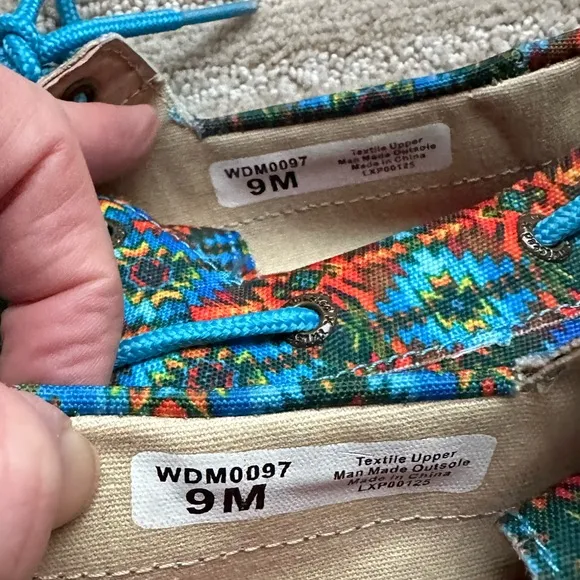 WDM0097
9M
Textile Upper
Man Made Outsole
Made in China
LXP00125
WDM0097
9M
Textile Upper
Man Made Outsole
Made in China
LXP00125